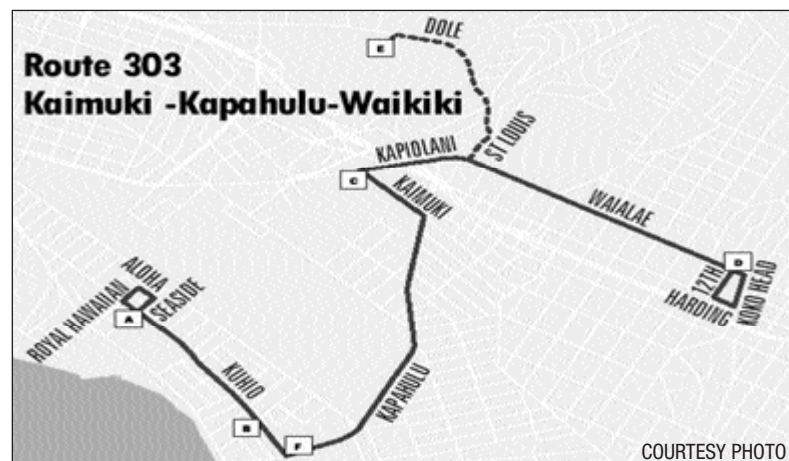 Route 303
Kaimuki -Kapahulu-Waikiki
E
DOLE
ST LOUIS
KAPIOLANI
C
KAIMUKI
WAIALAE
D
12TH
KOKO HEAD
HARDING
ALOHA
ROYAL HAWAIIAN
SEASIDE
A
KUHIO
KAPAHULU
B
F
COURTESY PHOTO